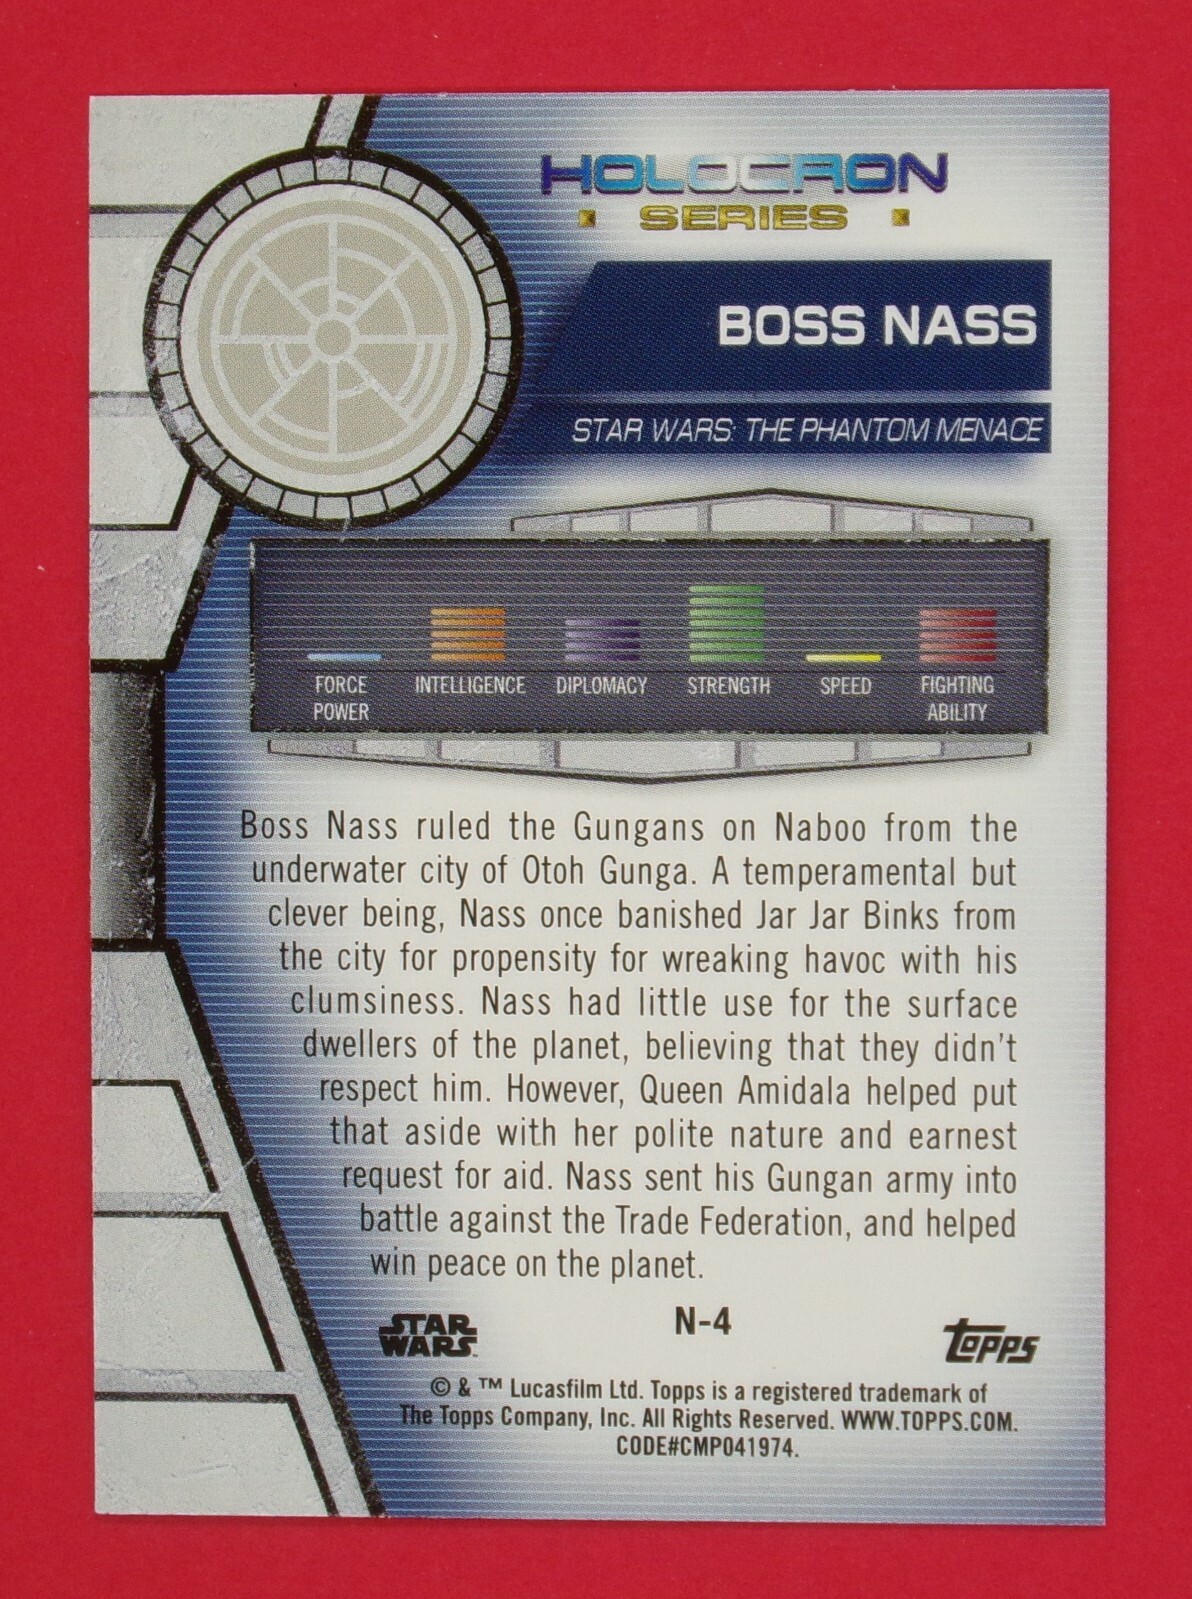 HOLOCRON
SERIES
BOSS NASS
STAR WARS: THE PHANTOM MENACE
FORCE POWER
INTELLIGENCE
DIPLOMACY
STRENGTH
SPEED
FIGHTING ABILITY
Boss Nass ruled the Gungans on Naboo from the
underwater city of Otoh Gunga. A temperamental but
clever being, Nass once banished Jar Jar Binks from
the city for propensity for wreaking havoc with his
clumsiness. Nass had little use for the surface
dwellers of the planet, believing that they didn't
respect him. However, Queen Amidala helped put
that aside with her polite nature and earnest
request for aid. Nass sent his Gungan army into
battle against the Trade Federation, and helped
win peace on the planet.
STAR
WARS
N-4
Topps
© & ™ Lucasfilm Ltd. Topps is a registered trademark of
The Topps Company, Inc. All Rights Reserved. WWW.TOPPS.COM.
CODE#CMP041974.